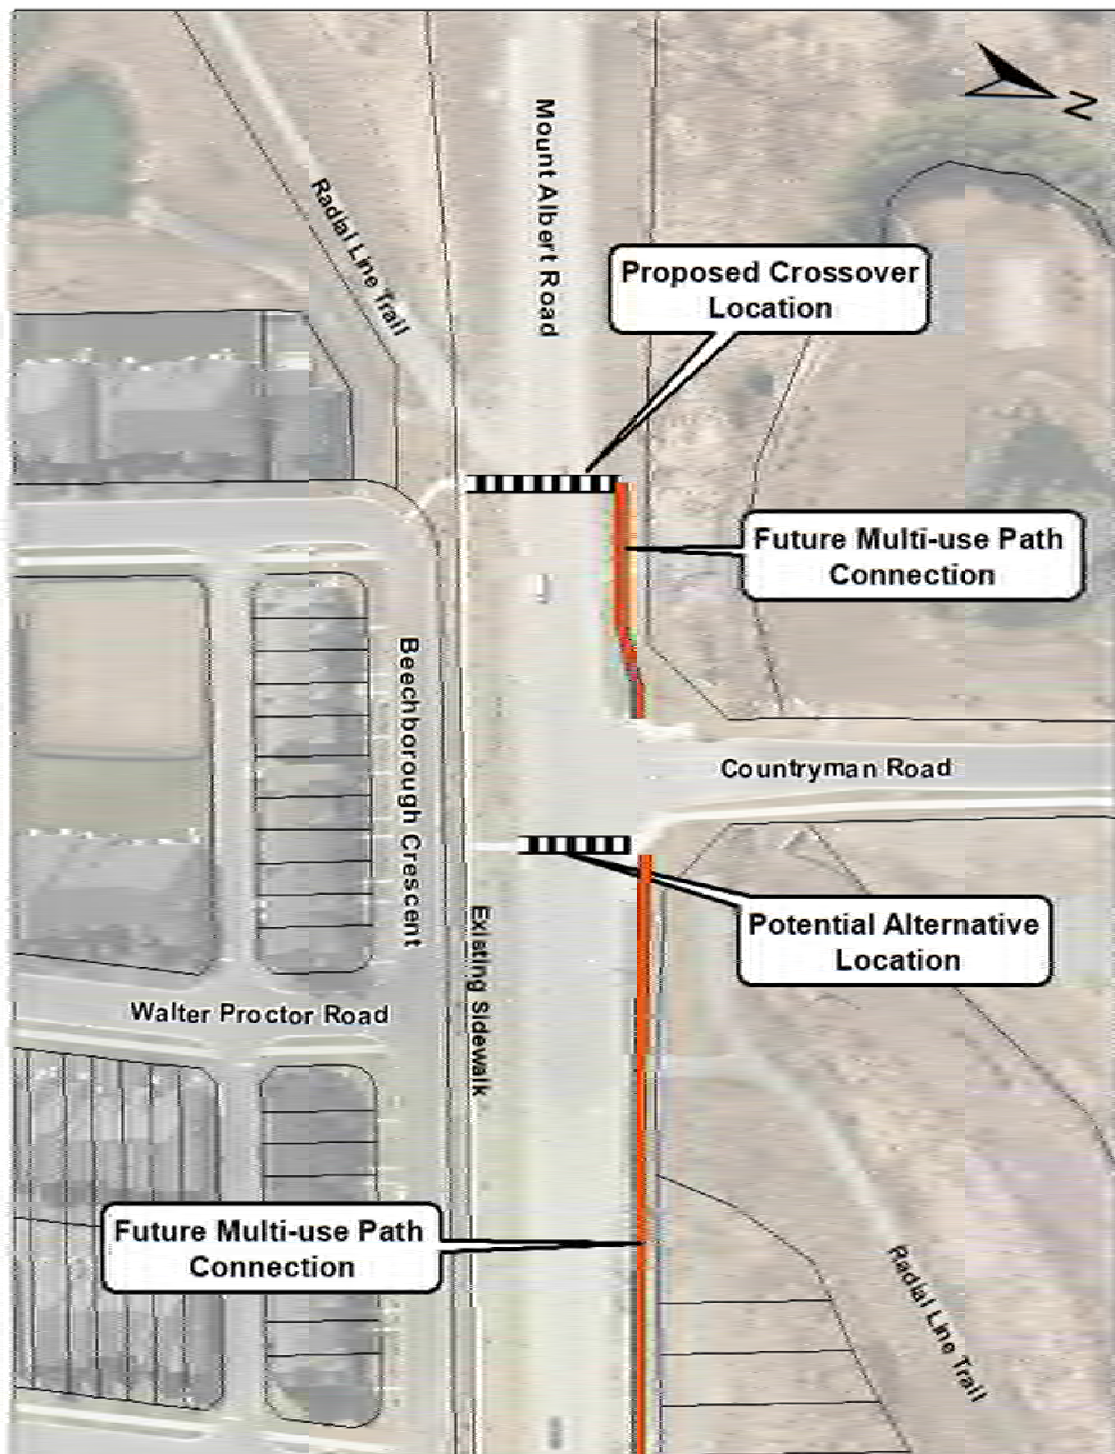 N
Mount Albert Road
Radial Line Trail
Proposed Crossover
Location
Future Multi-use Path
Connection
Beechborough Crescent
Countryman Road
Potential Alternative
Location
Existing Sidewalk
Walter Proctor Road
Future Multi-use Path
Connection
Radial Line Trail